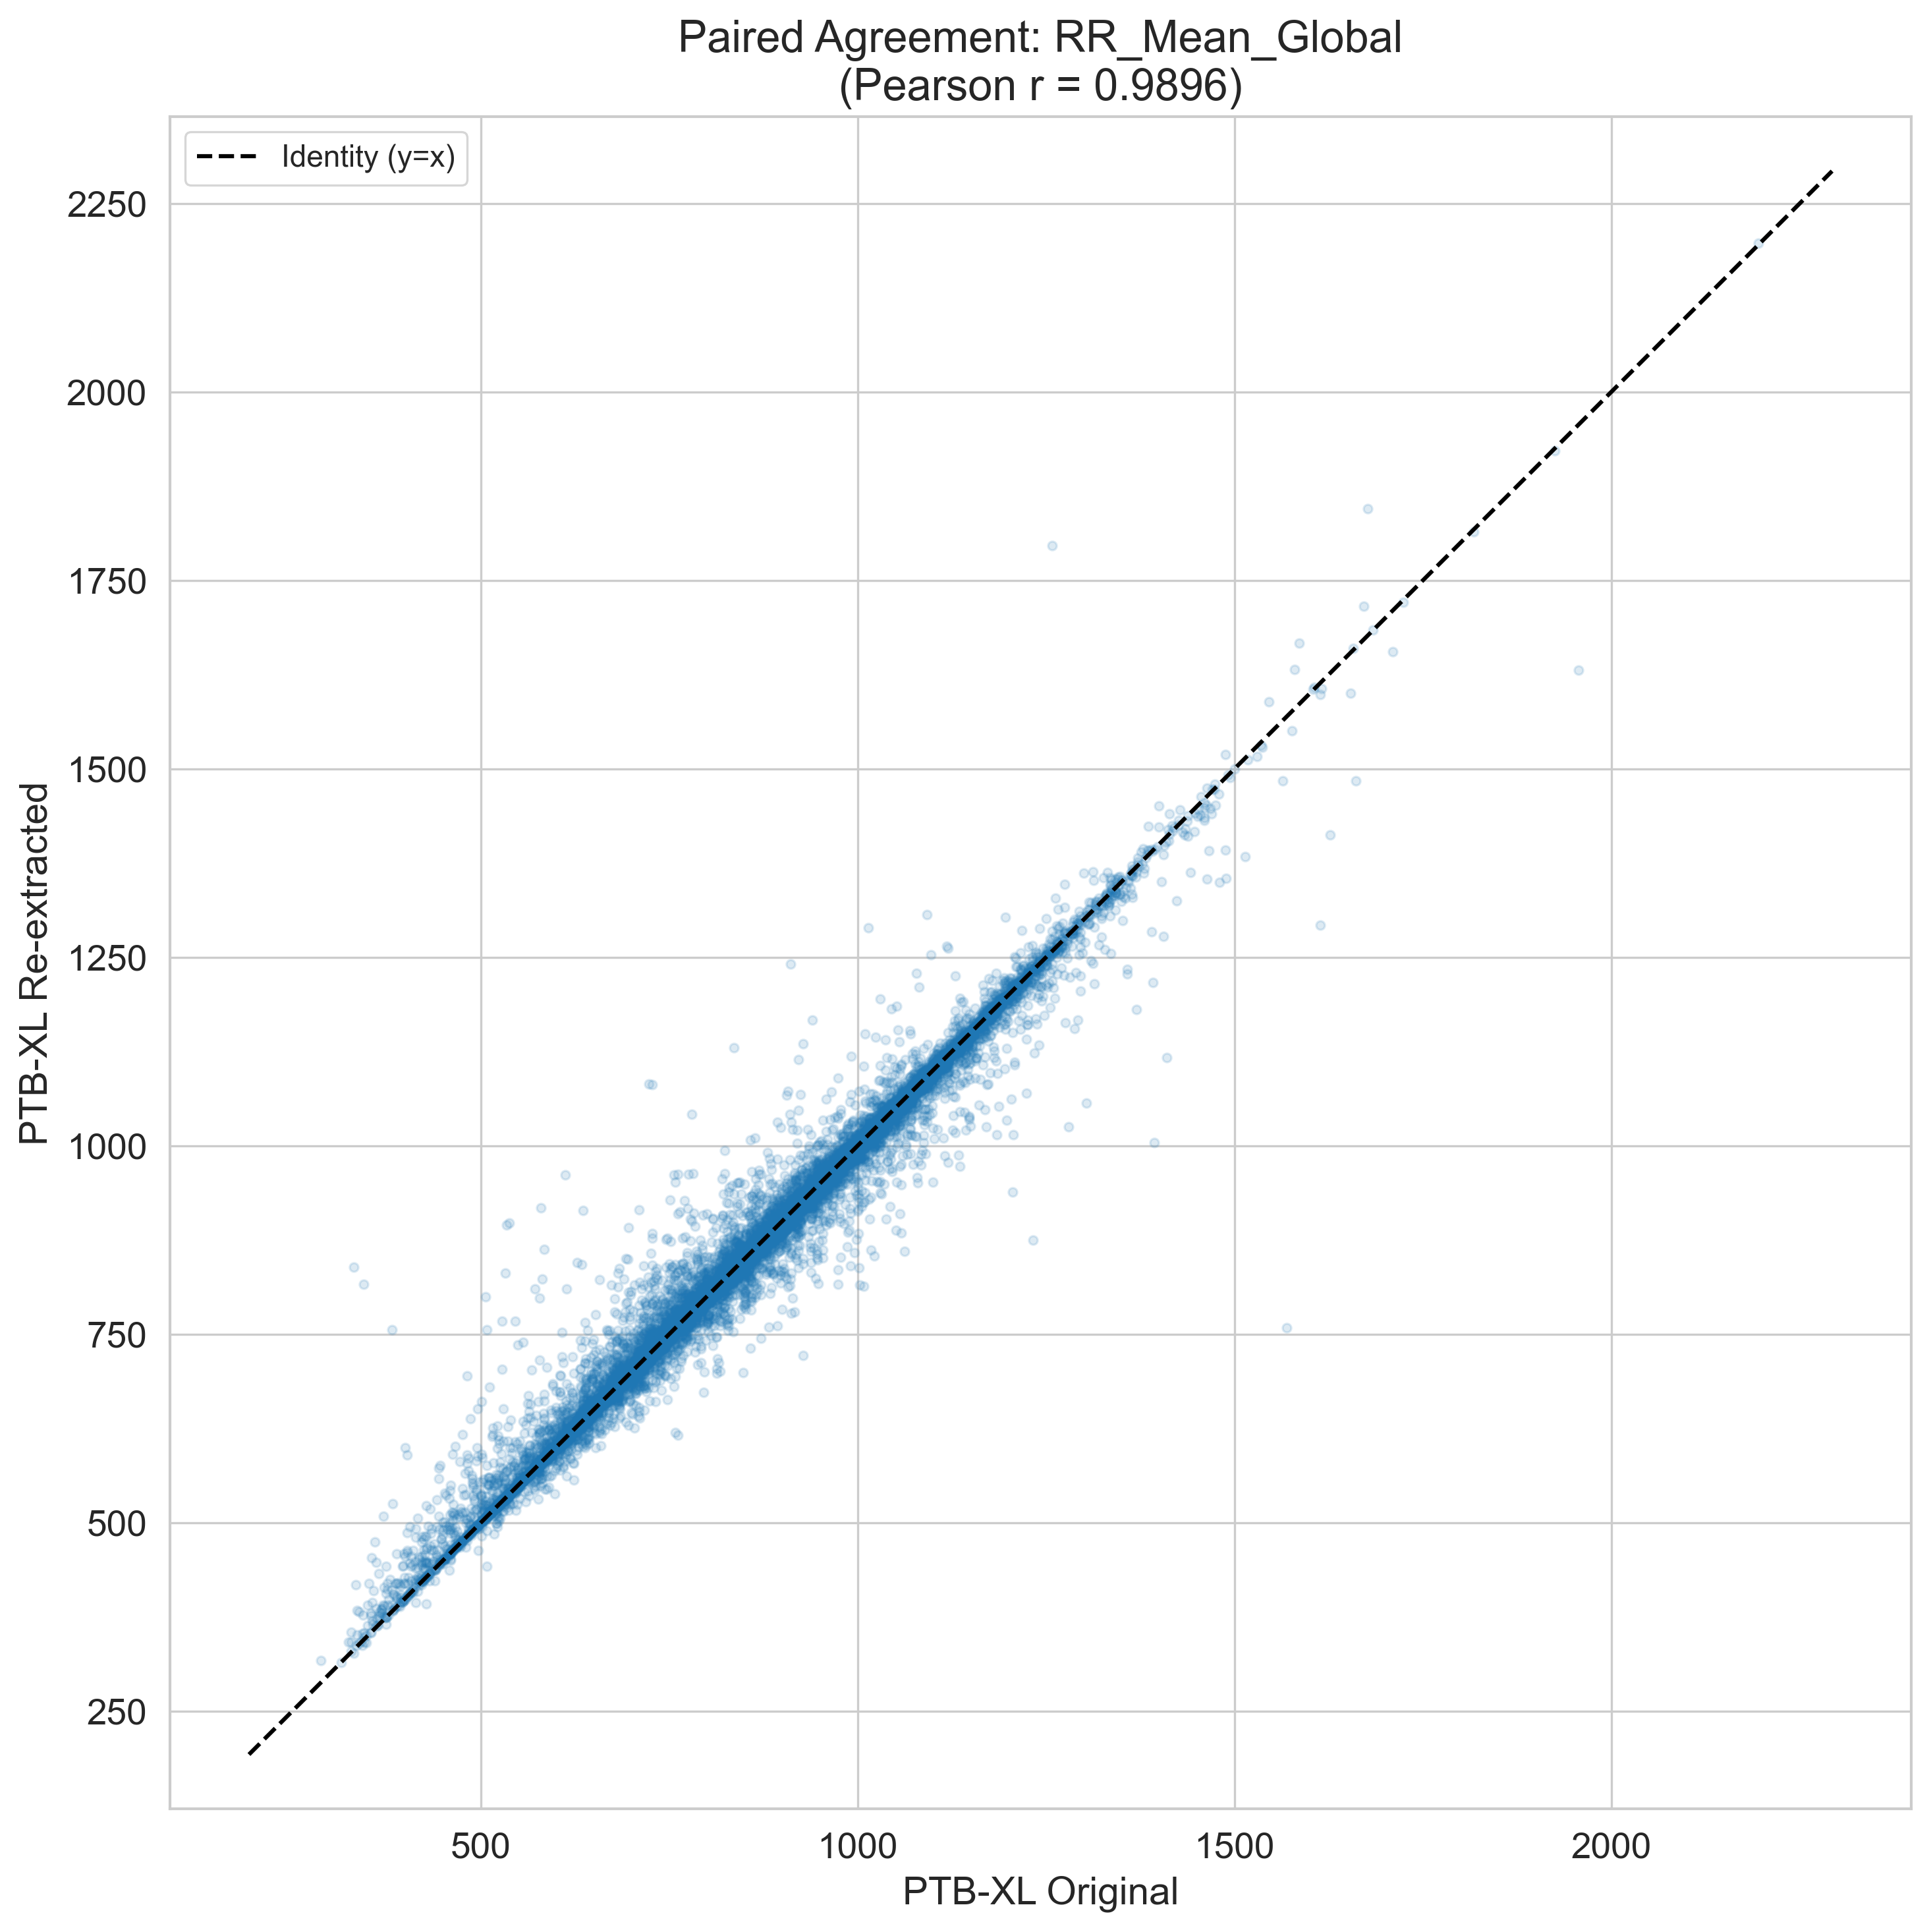 Paired Agreement: RR_Mean_Global
(Pearson r = 0.9896)
Identity (y=x)
2250
2000
1750
1500
1250
1000
750
500
250
PTB-XL Re-extracted
500
1000
1500
2000
PTB-XL Original